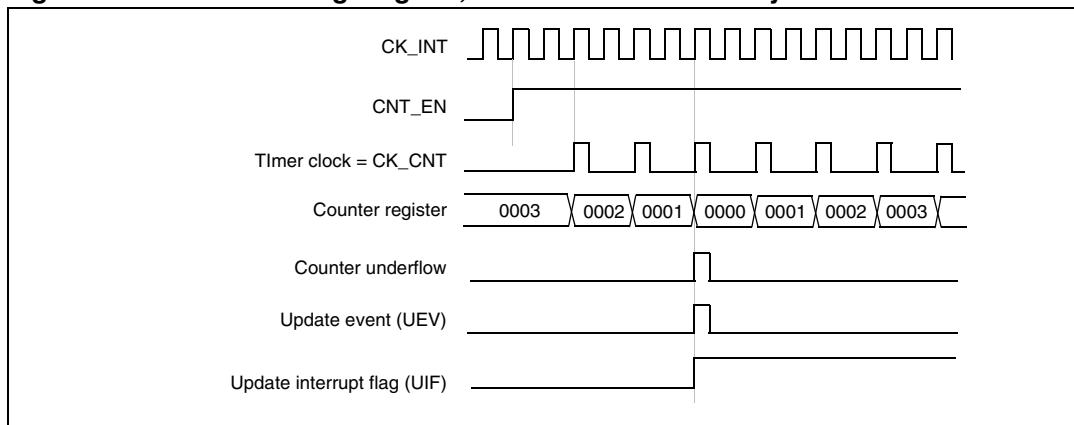 CK_INT
CNT_EN
TImer clock = CK_CNT
Counter register 0003 0002 0001 0000 0001 0002 0003
Counter underflow
Update event (UEV)
Update interrupt flag (UIF)